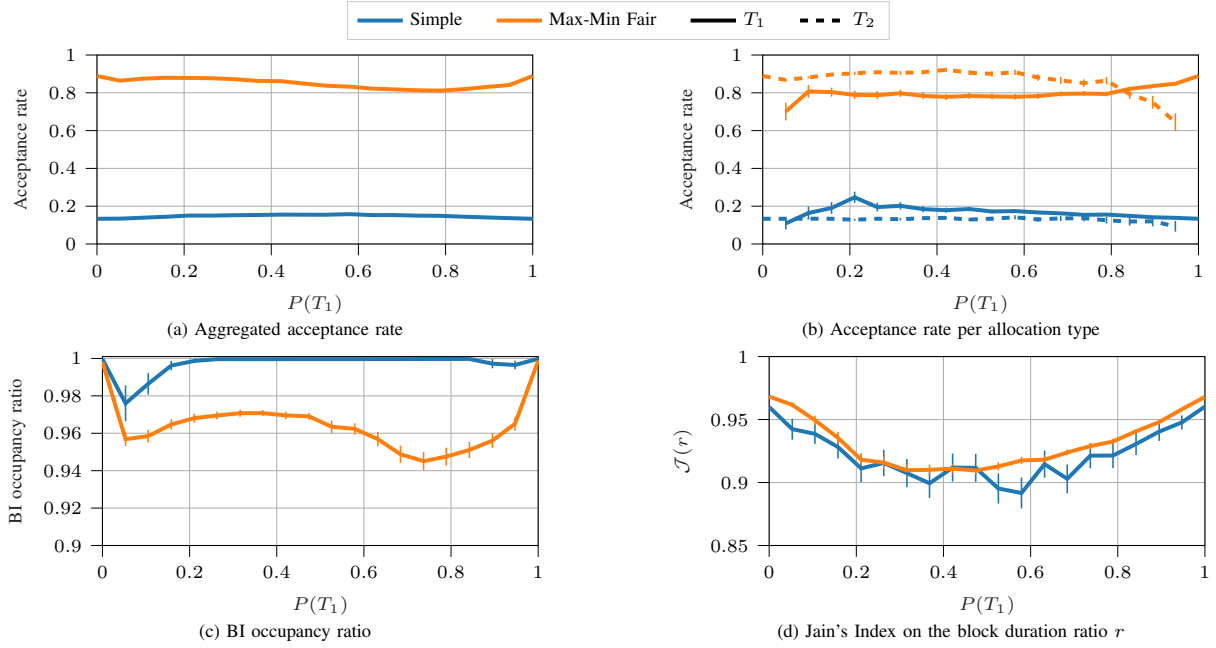 Simple Max-Min Fair T₁ T₂
1
0.8
0.6
0.4
0.2
0
Acceptance rate
0 0.2 0.4 0.6 0.8 1
P(T₁)
(a) Aggregated acceptance rate
1
0.8
0.6
0.4
0.2
0
Acceptance rate
0 0.2 0.4 0.6 0.8 1
P(T₁)
(b) Acceptance rate per allocation type
1
0.98
0.96
0.94
0.92
0.9
BI occupancy ratio
0 0.2 0.4 0.6 0.8 1
P(T₁)
(c) BI occupancy ratio
1
0.95
0.9
0.85
𝒥(r)
0 0.2 0.4 0.6 0.8 1
P(T₁)
(d) Jain's Index on the block duration ratio r